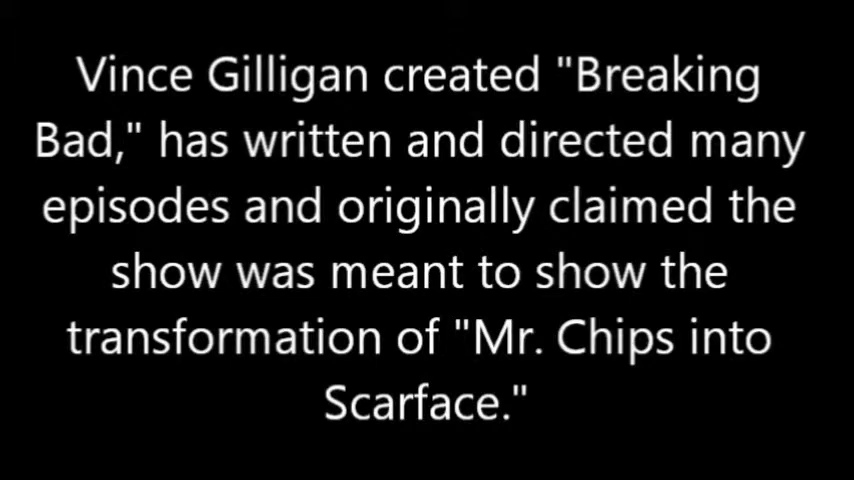 Vince Gilligan created "Breaking
Bad," has written and directed many
episodes and originally claimed the
show was meant to show the
transformation of "Mr. Chips into
Scarface."